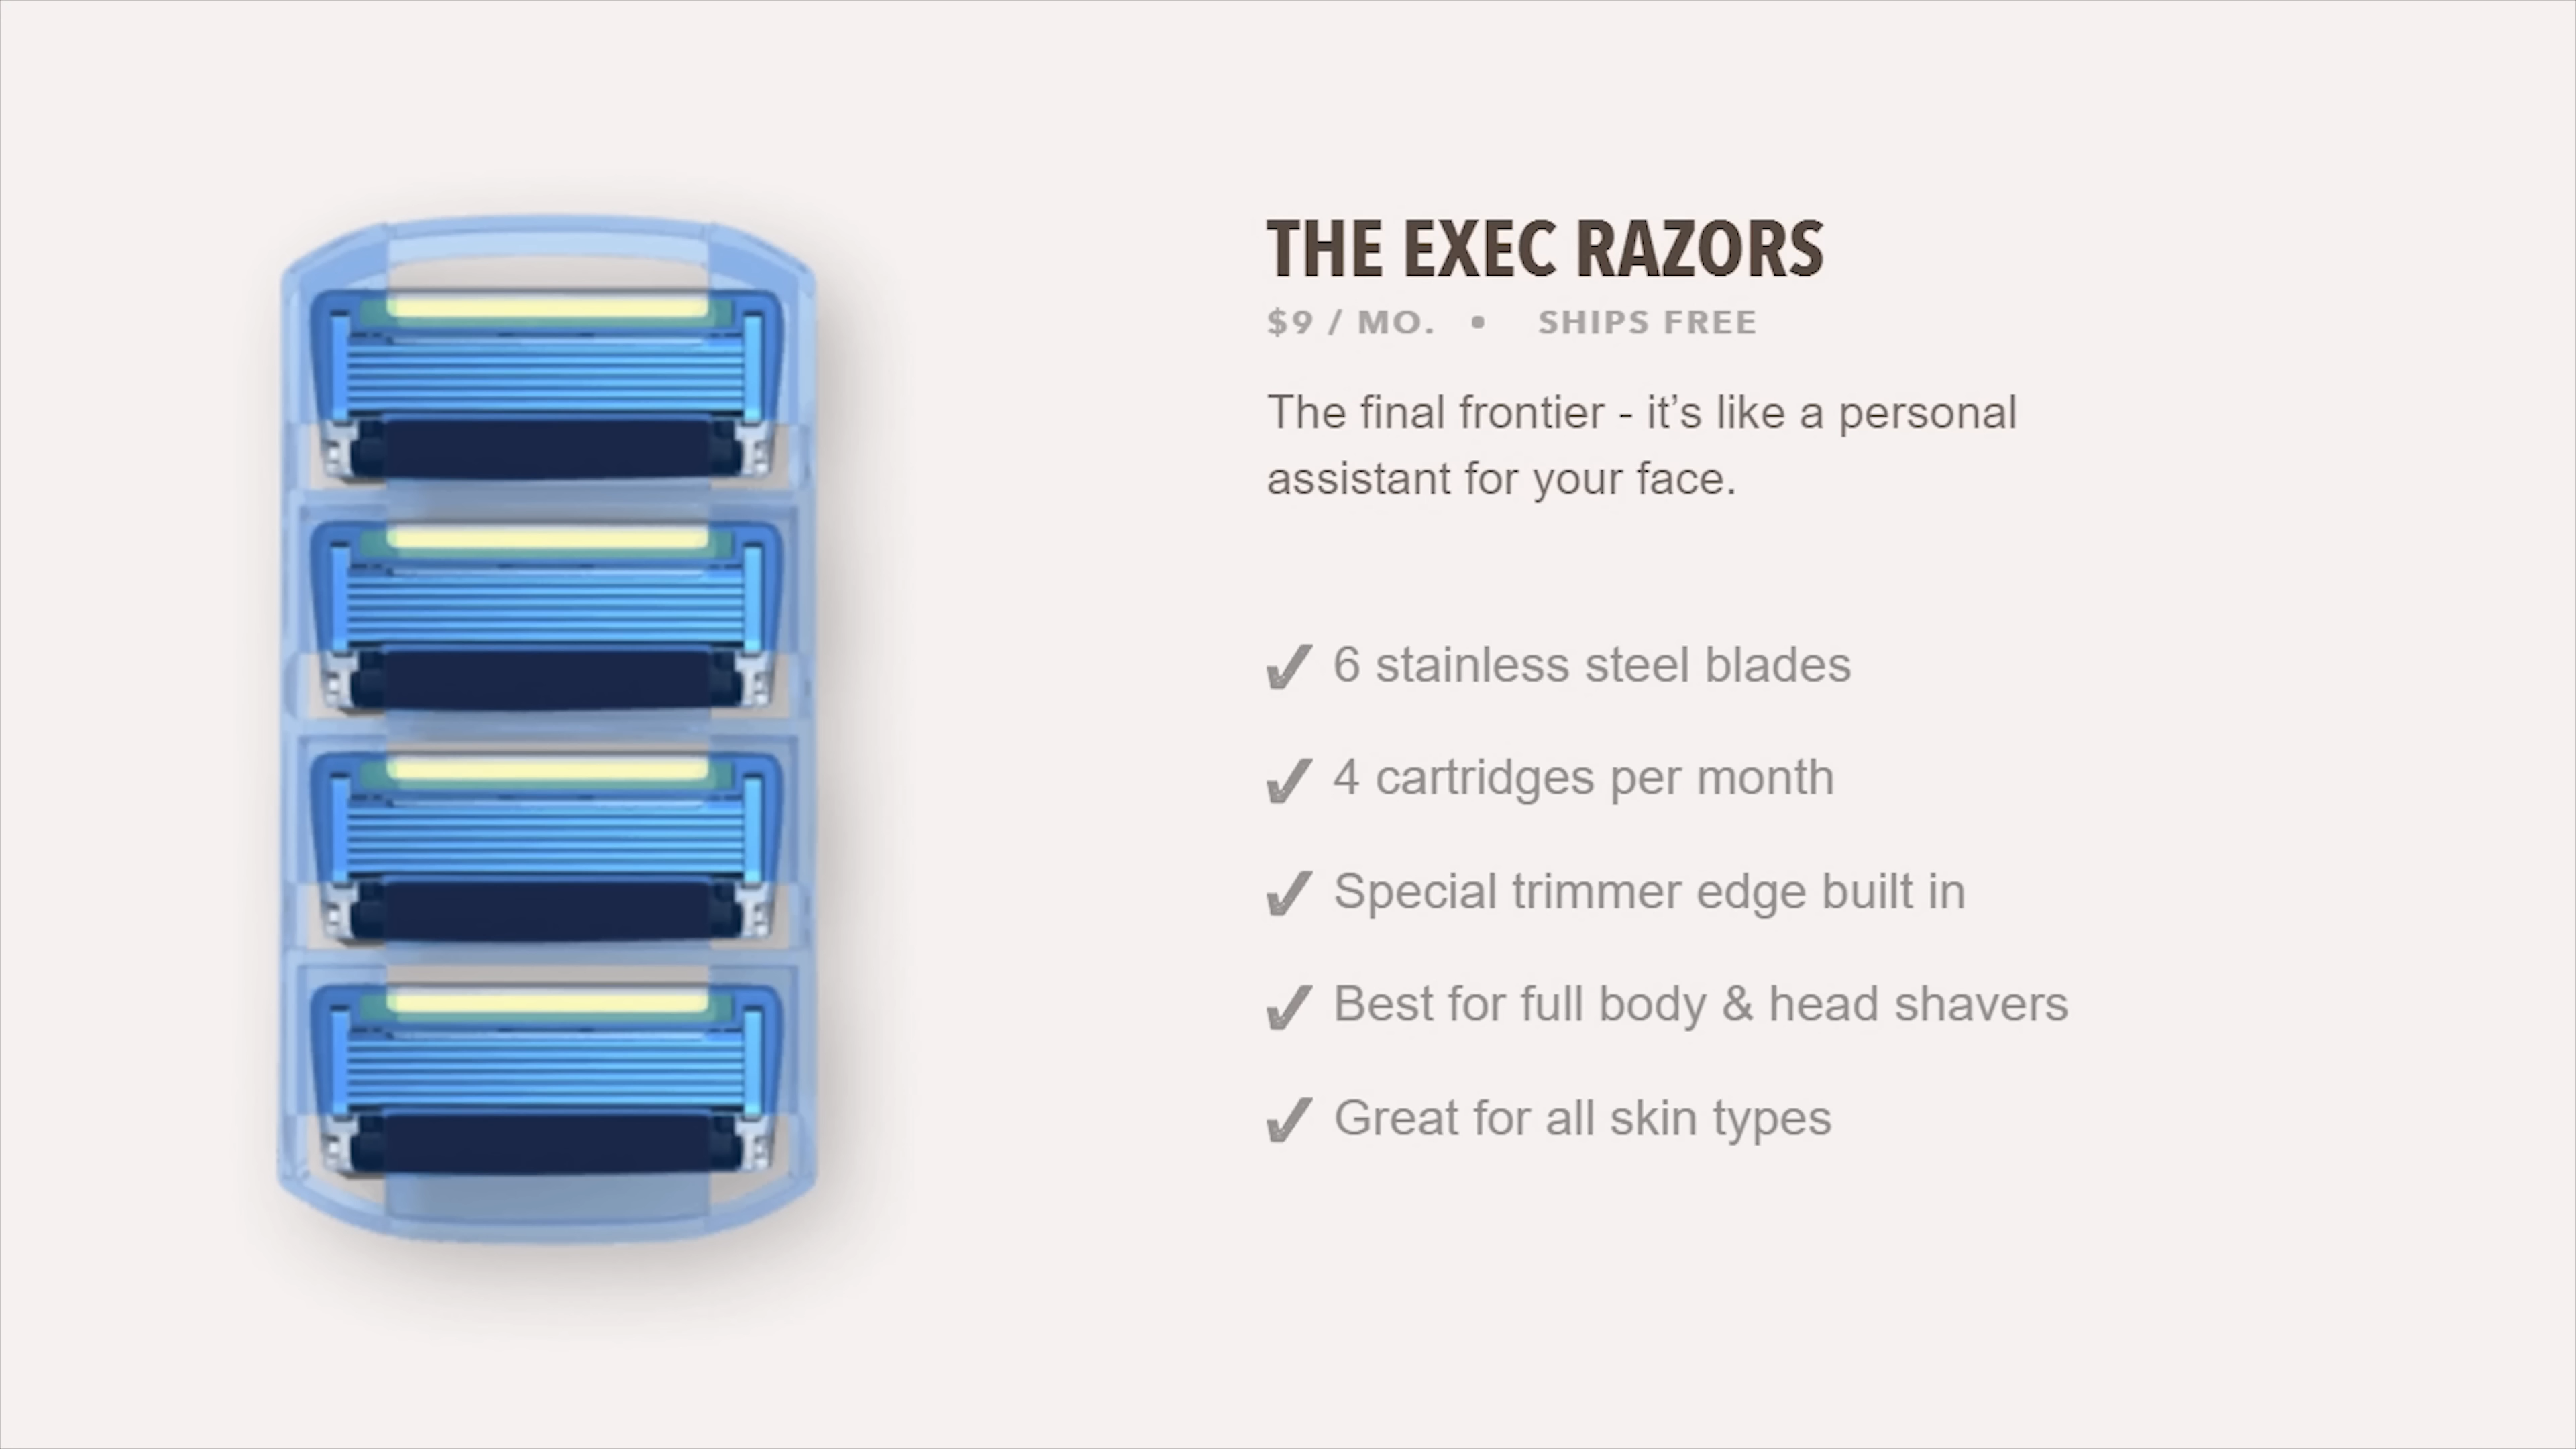 THE EXEC RAZORS
$9 / MO. • SHIPS FREE
The final frontier - it’s like a personal
assistant for your face.
✔ 6 stainless steel blades
✔ 4 cartridges per month
✔ Special trimmer edge built in
✔ Best for full body & head shavers
✔ Great for all skin types